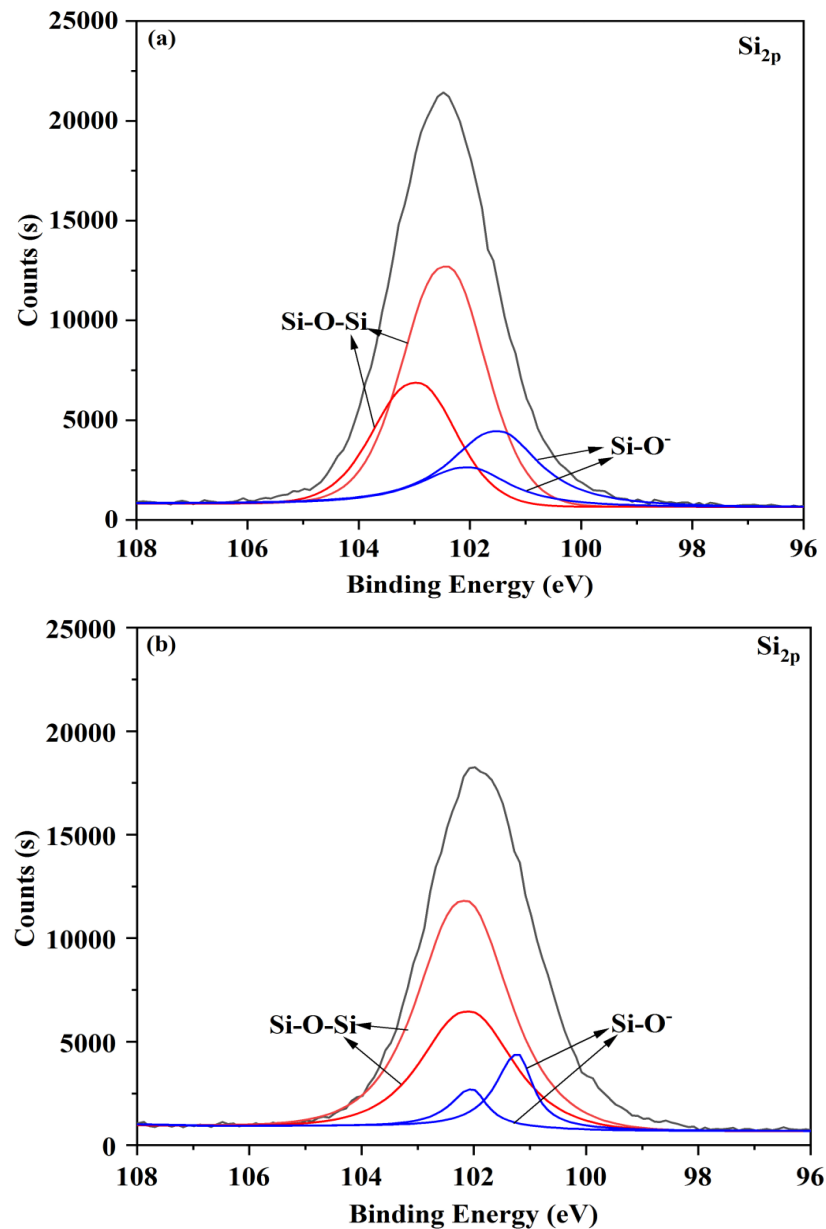 (a)
Si2p
25000
20000
15000
10000
5000
0
Counts (s)
Si-O-Si
Si-O-
108 106 104 102 100 98 96
Binding Energy (eV)
(b)
Si2p
25000
20000
15000
10000
5000
0
Counts (s)
Si-O-Si
Si-O-
108 106 104 102 100 98 96
Binding Energy (eV)